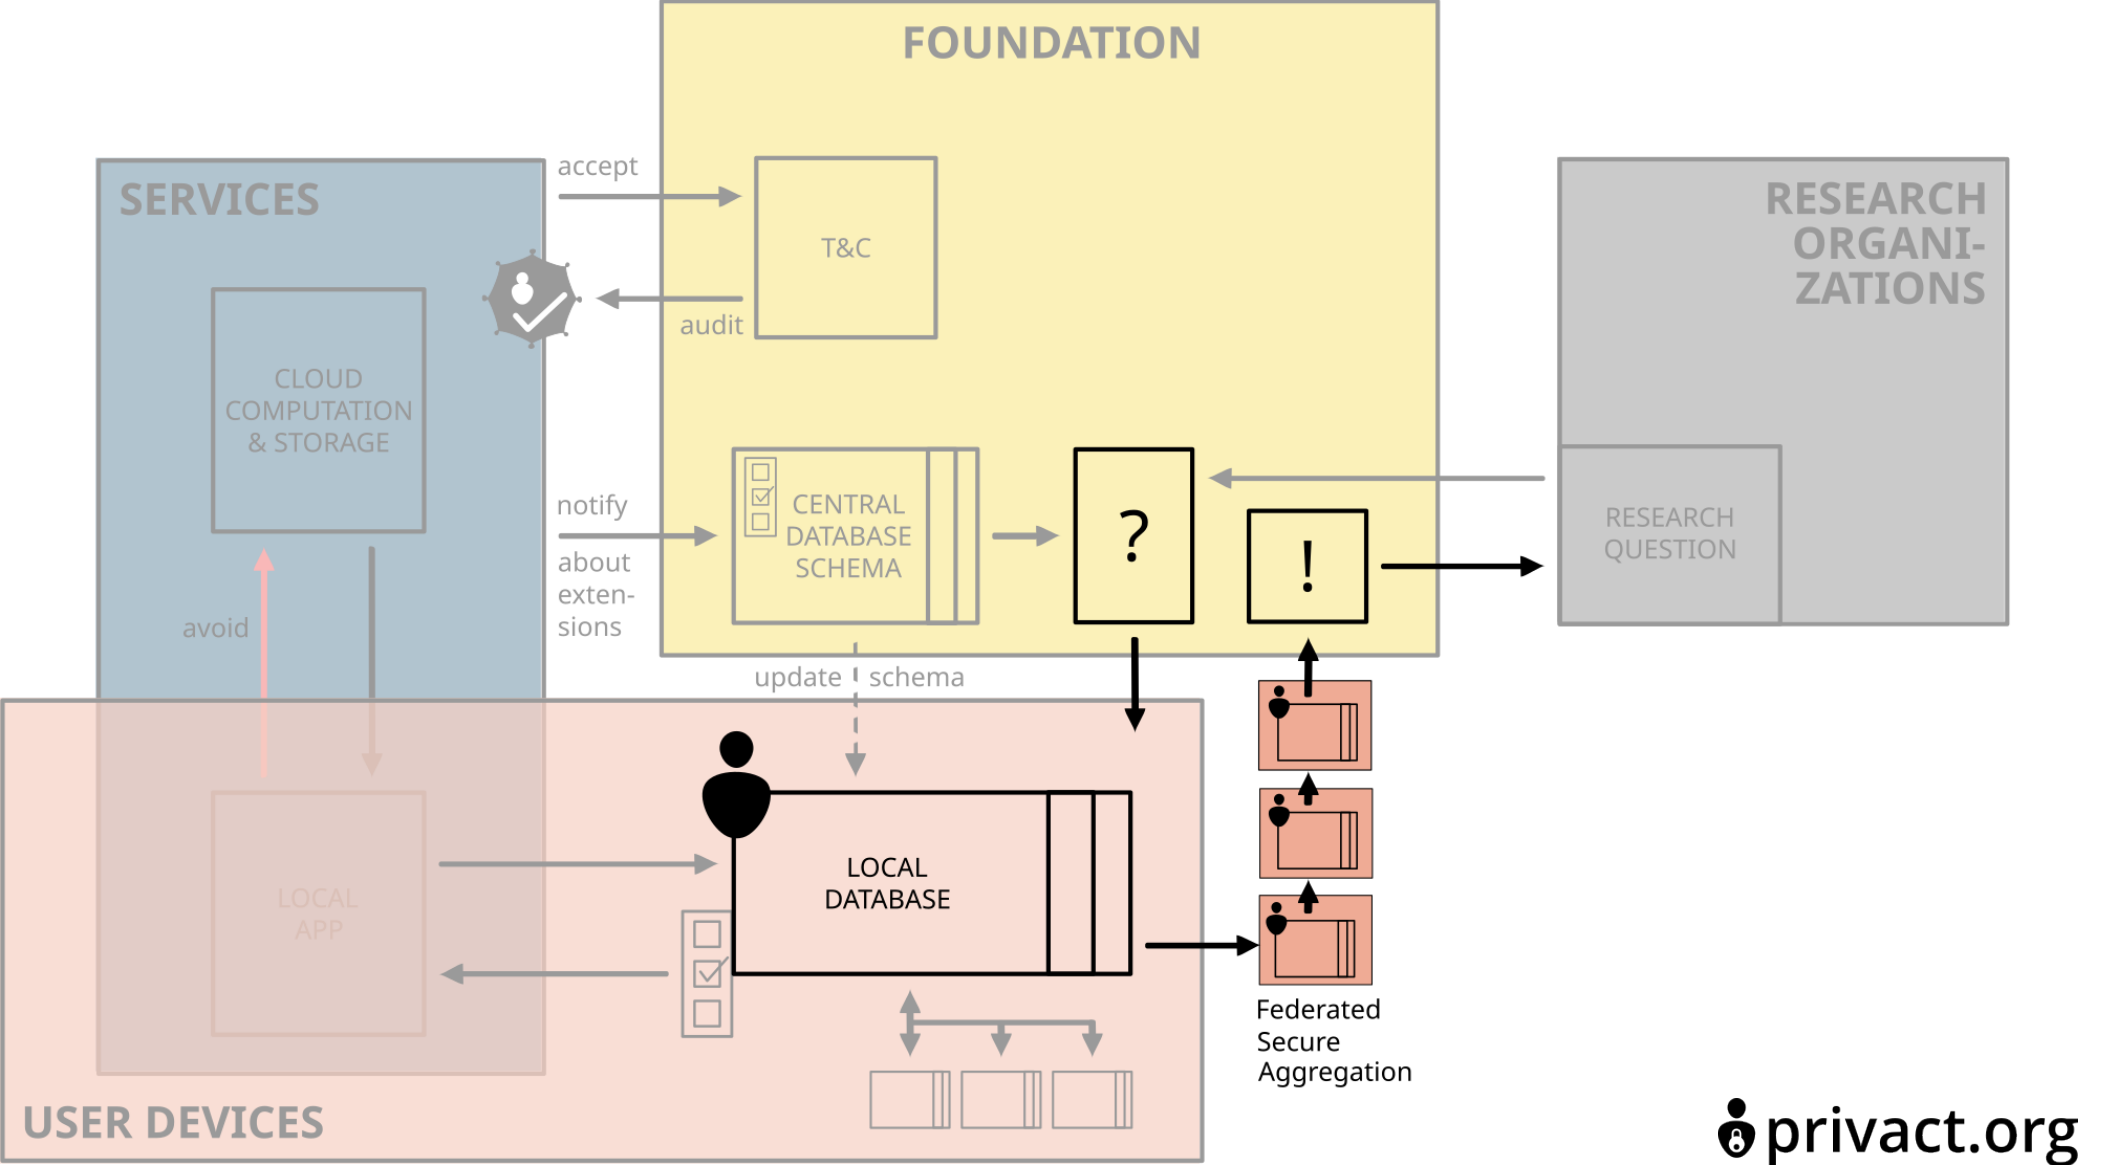 FOUNDATION
SERVICES
accept
T&C
audit
RESEARCH
ORGANI-
ZATIONS
CLOUD
COMPUTATION
& STORAGE
notify
about
exten-
sions
CENTRAL
DATABASE
SCHEMA
?
!
RESEARCH
QUESTION
avoid
update schema
LOCAL
APP
LOCAL
DATABASE
Federated
Secure
Aggregation
USER DEVICES
privact.org